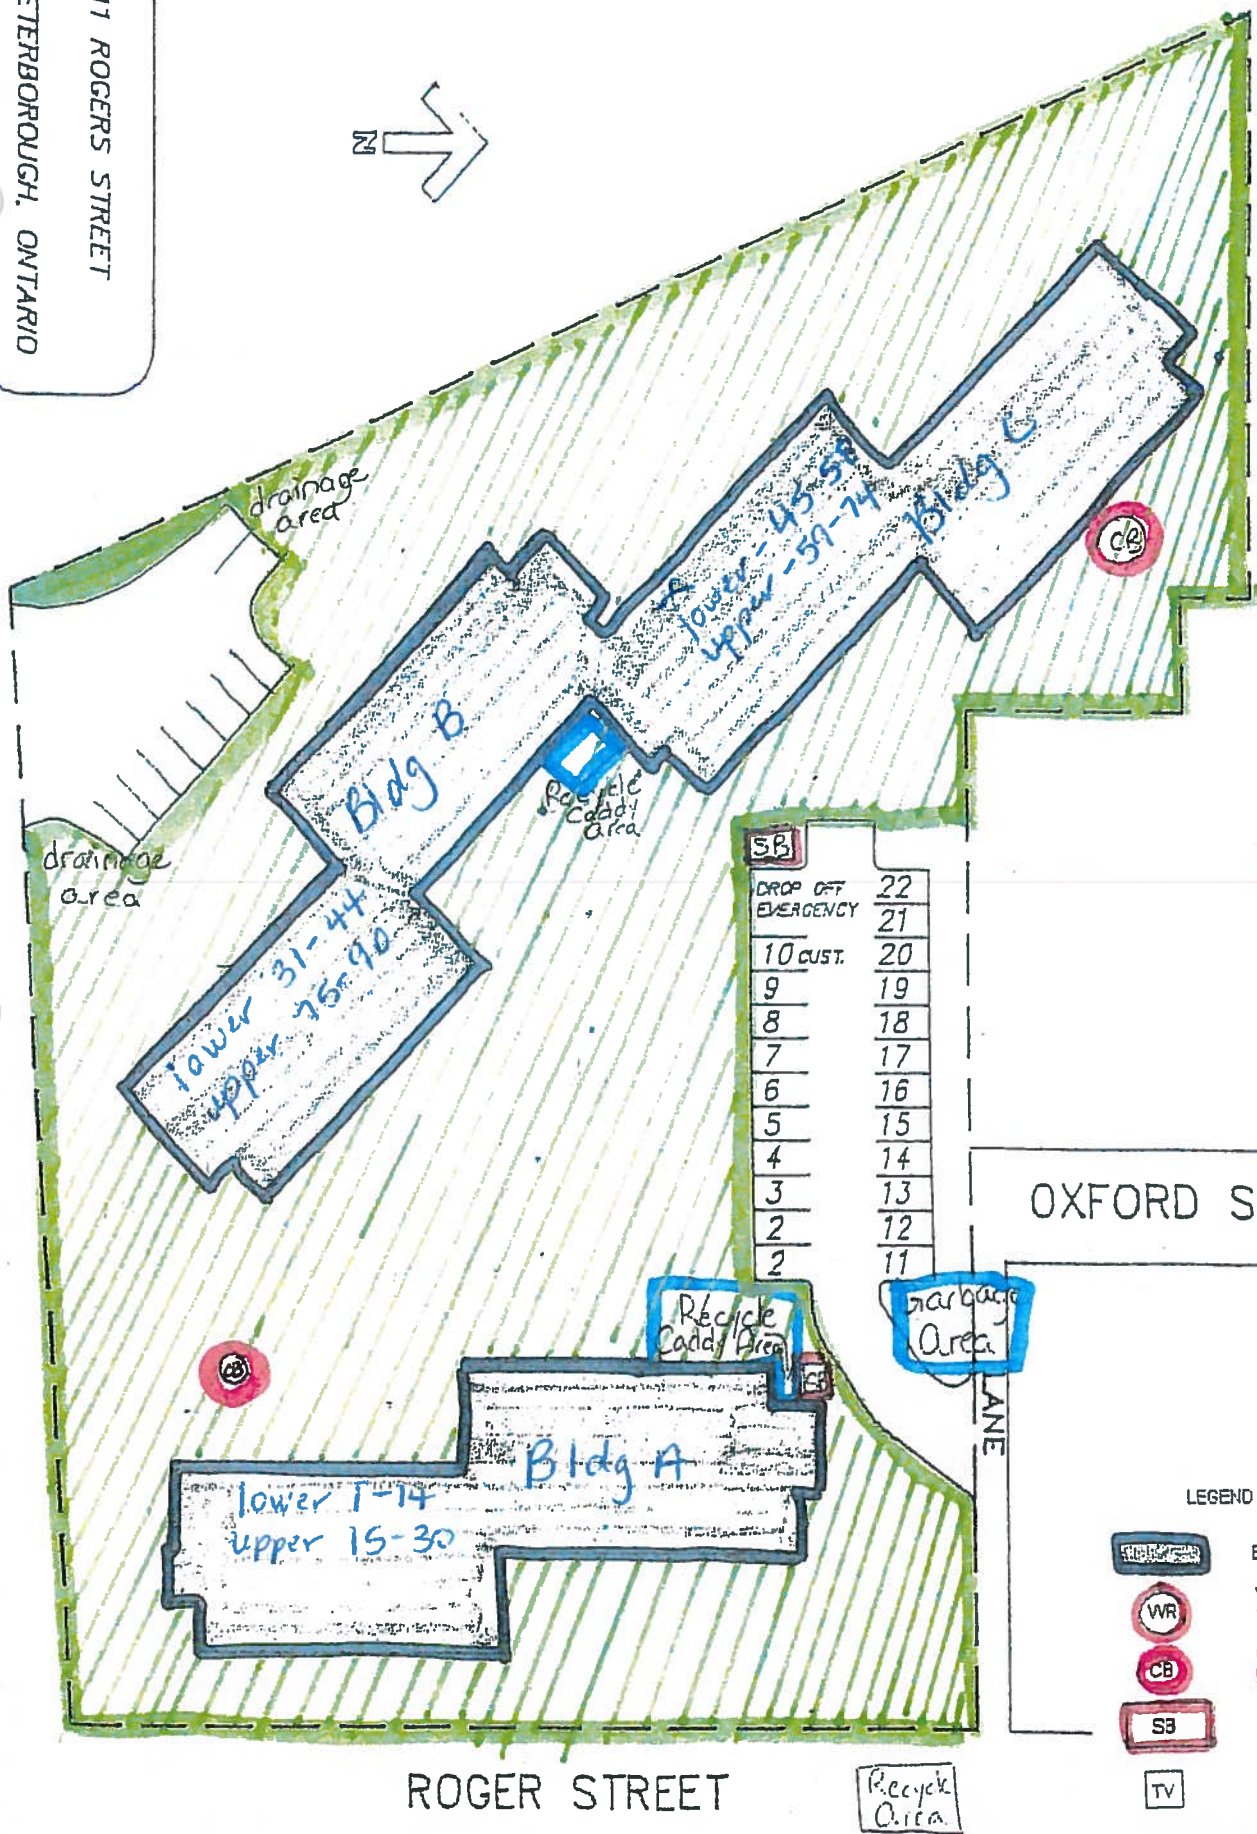 11 ROGERS STREET
ETERBOROUGH, ONTARIO
N
drainage
area
Bldg C
lower - 45-58
upper - 59-74
CB
Bldg B
Recycle
Caddy
area
drainage
area
lower 31-44
upper 75-90
SB
DROP OFF
EVERGENCY
22
21
10 CUST. 20
9 19
8 18
7 17
6 16
5 15
4 14
3 13
2 12
2 11
OXFORD S
Recycle
Caddy Area
Garbage
Area
CB
SB
LANE
Bldg A
lower 1-14
upper 15-30
LEGEND
WR
CB
SB
TV
ROGER STREET
Recycle
Area